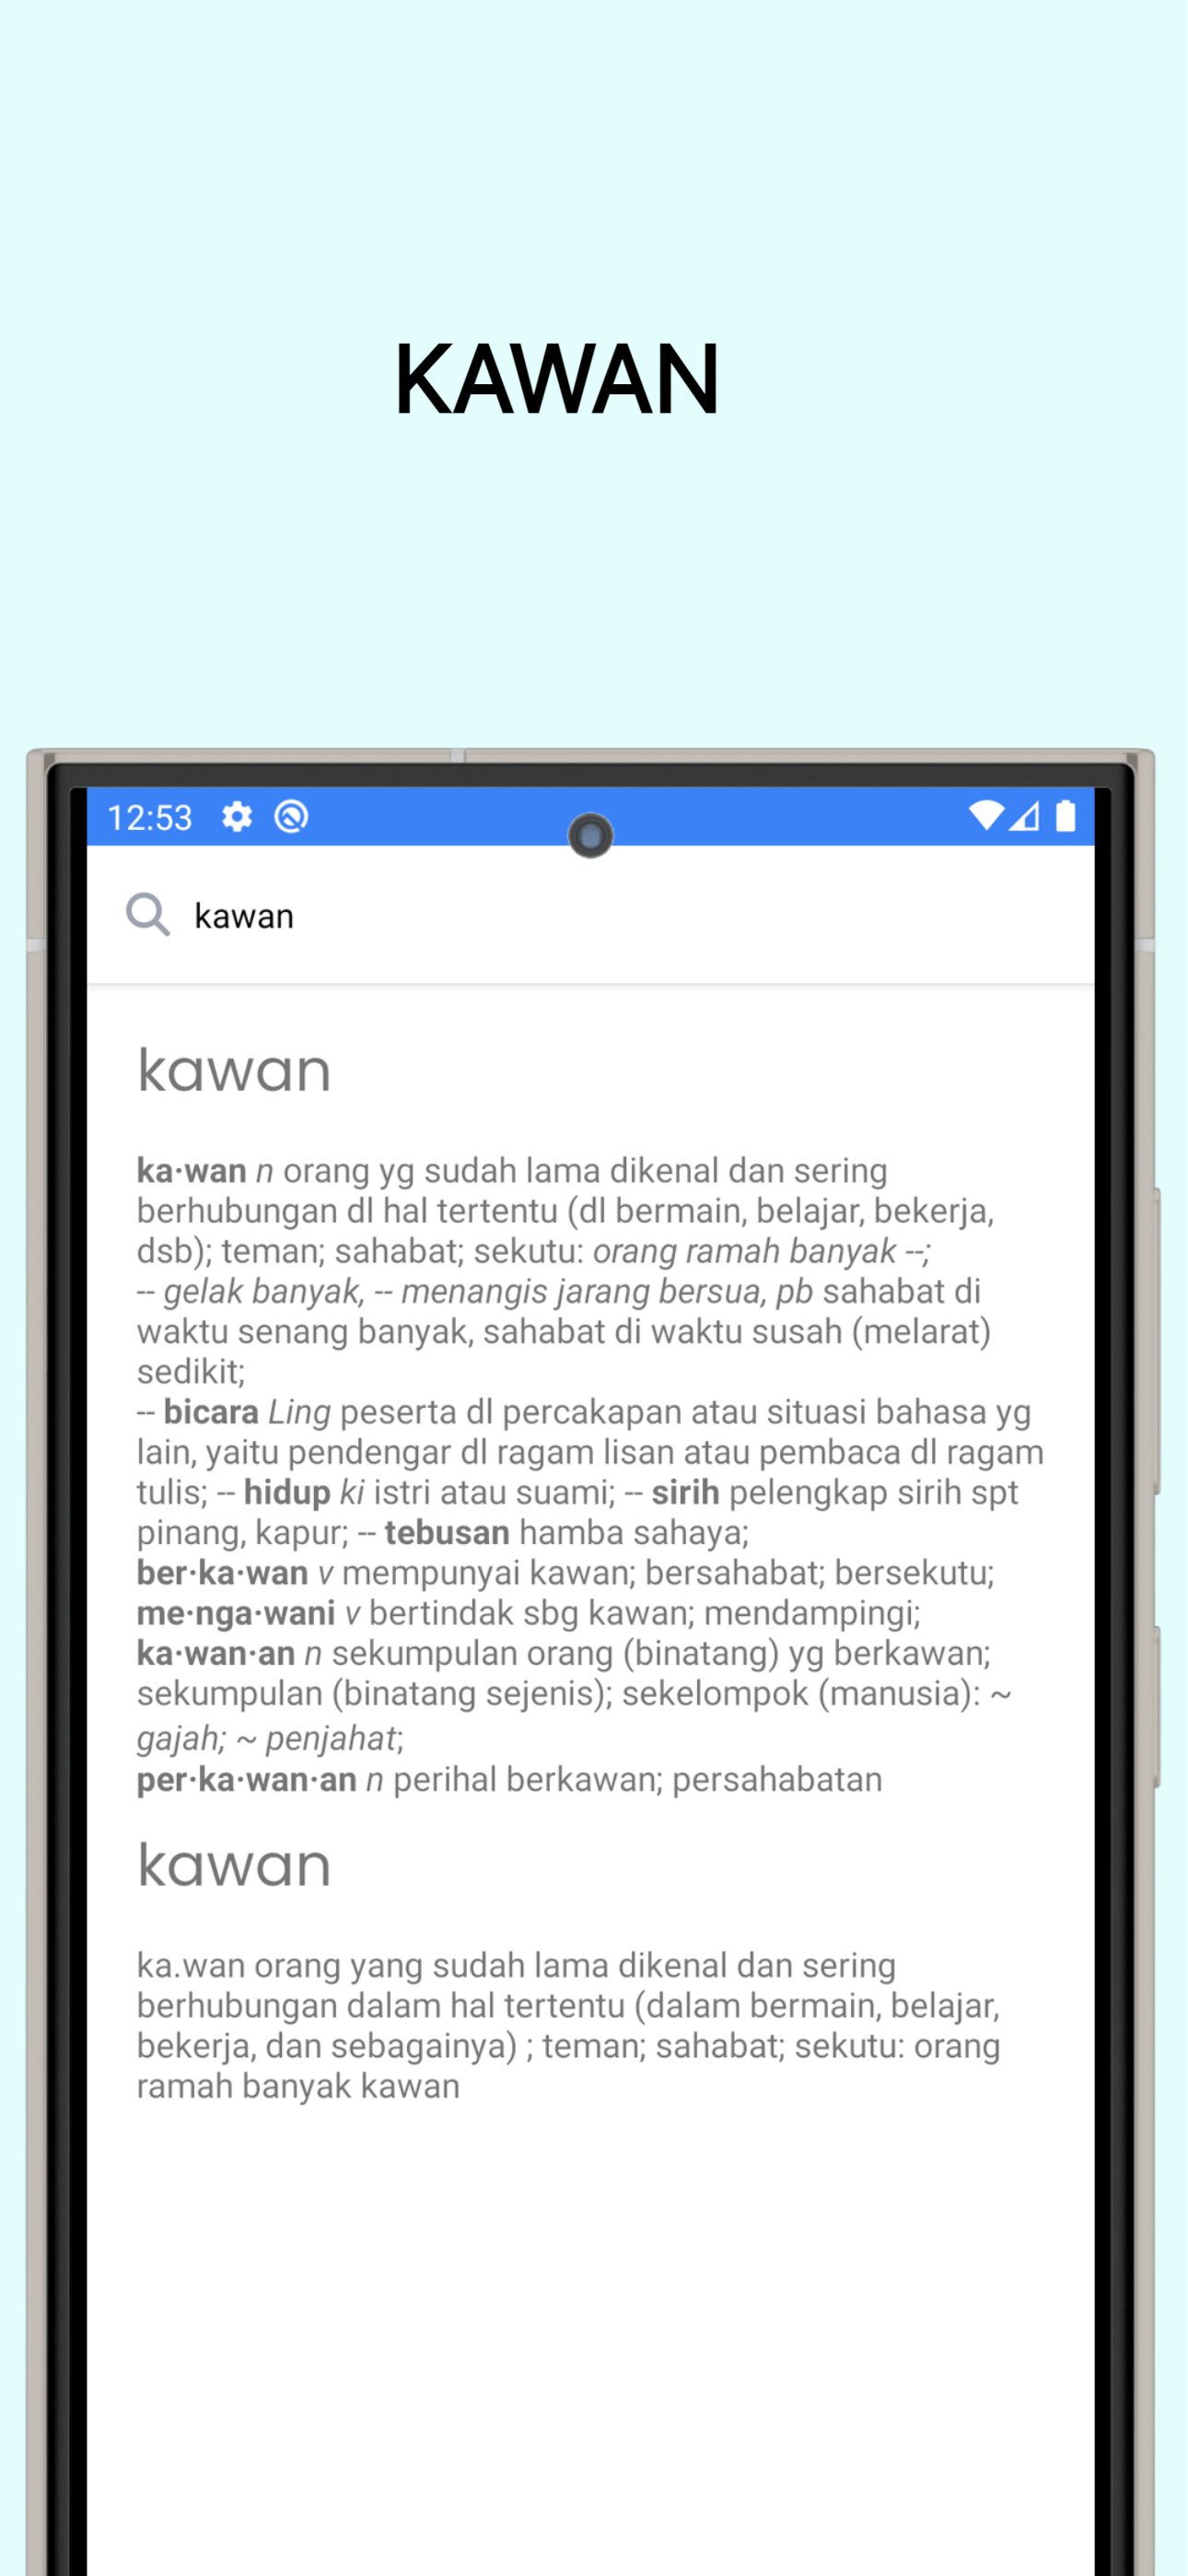 KAWAN
12:53
kawan
kawan
ka·wan n orang yg sudah lama dikenal dan sering
berhubungan dl hal tertentu (dl bermain, belajar, bekerja,
dsb); teman; sahabat; sekutu: orang ramah banyak --;
-- gelak banyak, -- menangis jarang bersua, pb sahabat di
waktu senang banyak, sahabat di waktu susah (melarat)
sedikit;
-- bicara Ling peserta dl percakapan atau situasi bahasa yg
lain, yaitu pendengar dl ragam lisan atau pembaca dl ragam
tulis; -- hidup ki istri atau suami; -- sirih pelengkap sirih spt
pinang, kapur; -- tebusan hamba sahaya;
ber·ka·wan v mempunyai kawan; bersahabat; bersekutu;
me·nga·wani v bertindak sbg kawan; mendampingi;
ka·wan·an n sekumpulan orang (binatang) yg berkawan;
sekumpulan (binatang sejenis); sekelompok (manusia): ~
gajah; ~ penjahat;
per·ka·wan·an n perihal berkawan; persahabatan
kawan
ka.wan orang yang sudah lama dikenal dan sering
berhubungan dalam hal tertentu (dalam bermain, belajar,
bekerja, dan sebagainya) ; teman; sahabat; sekutu: orang
ramah banyak kawan